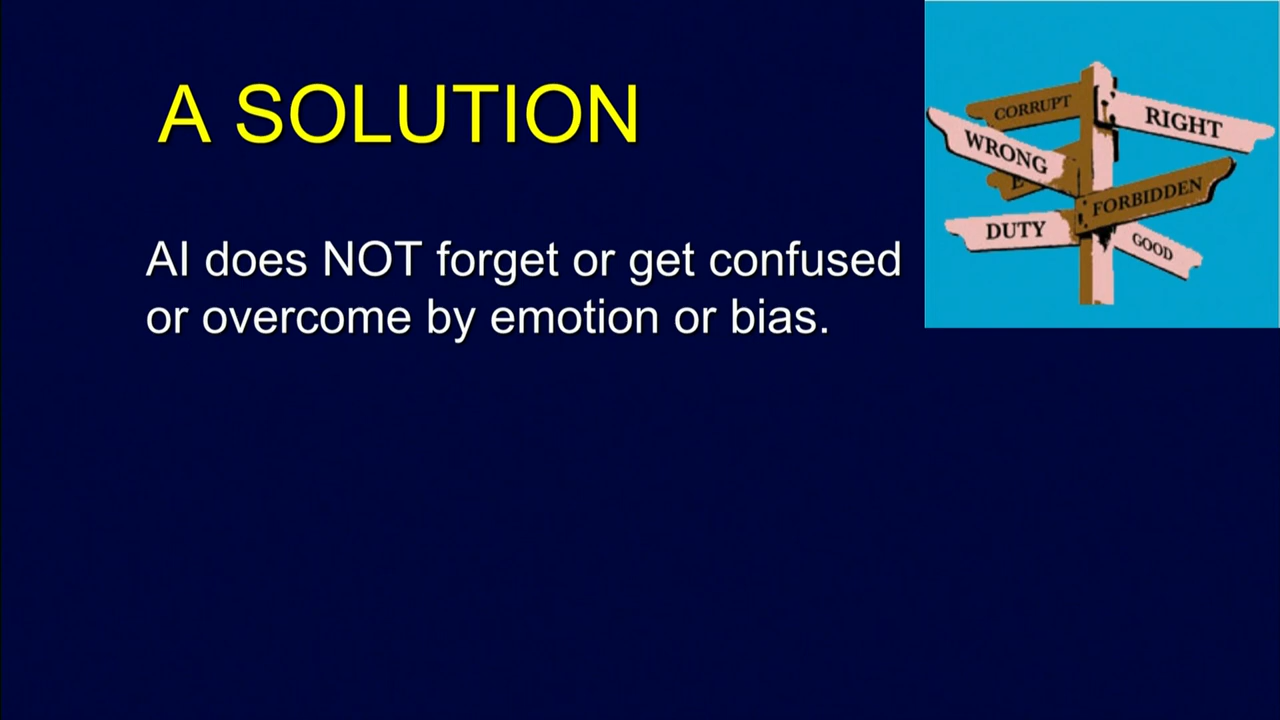 A SOLUTION
AI does NOT forget or get confused
or overcome by emotion or bias.
CORRUPT
RIGHT
WRONG
FORBIDDEN
DUTY
GOOD